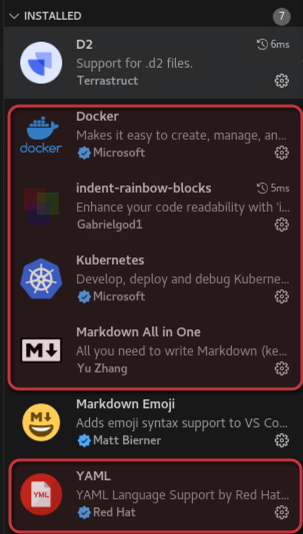 INSTALLED 7
D2 6ms
Support for .d2 files.
Terrastruct
docker
Docker
Makes it easy to create, manage, an...
Microsoft
indent-rainbow-blocks 5ms
Enhance your code readability with 'i...
Gabrielgod1
Kubernetes
Develop, deploy and debug Kuberne...
Microsoft
M
Markdown All in One
All you need to write Markdown (ke...
Yu Zhang
M
Markdown Emoji
Adds emoji syntax support to VS Co...
Matt Bierner
YML
YAML
YAML Language Support by Red Hat...
Red Hat